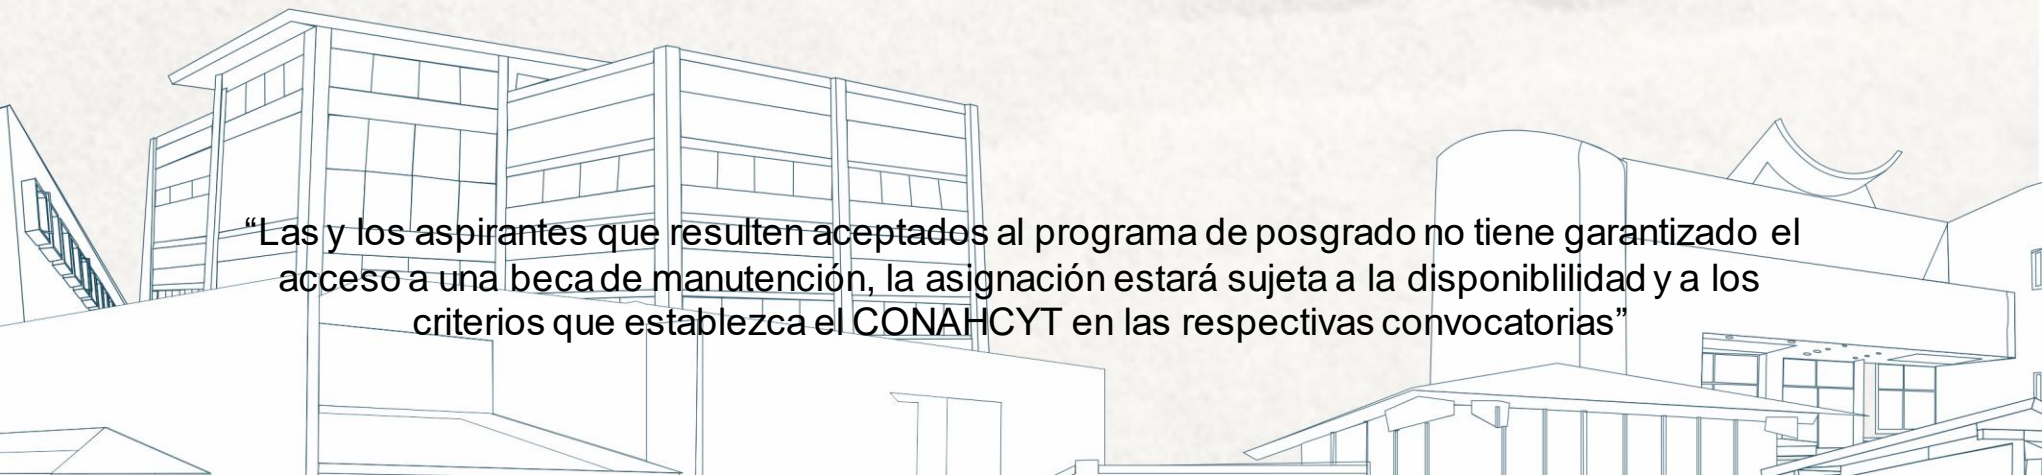 “Las y los aspirantes que resulten aceptados al programa de posgrado no tiene garantizado el
acceso a una beca de manutención, la asignación estará sujeta a la disponiblilidad y a los
criterios que establezca el CONAHCYT en las respectivas convocatorias”